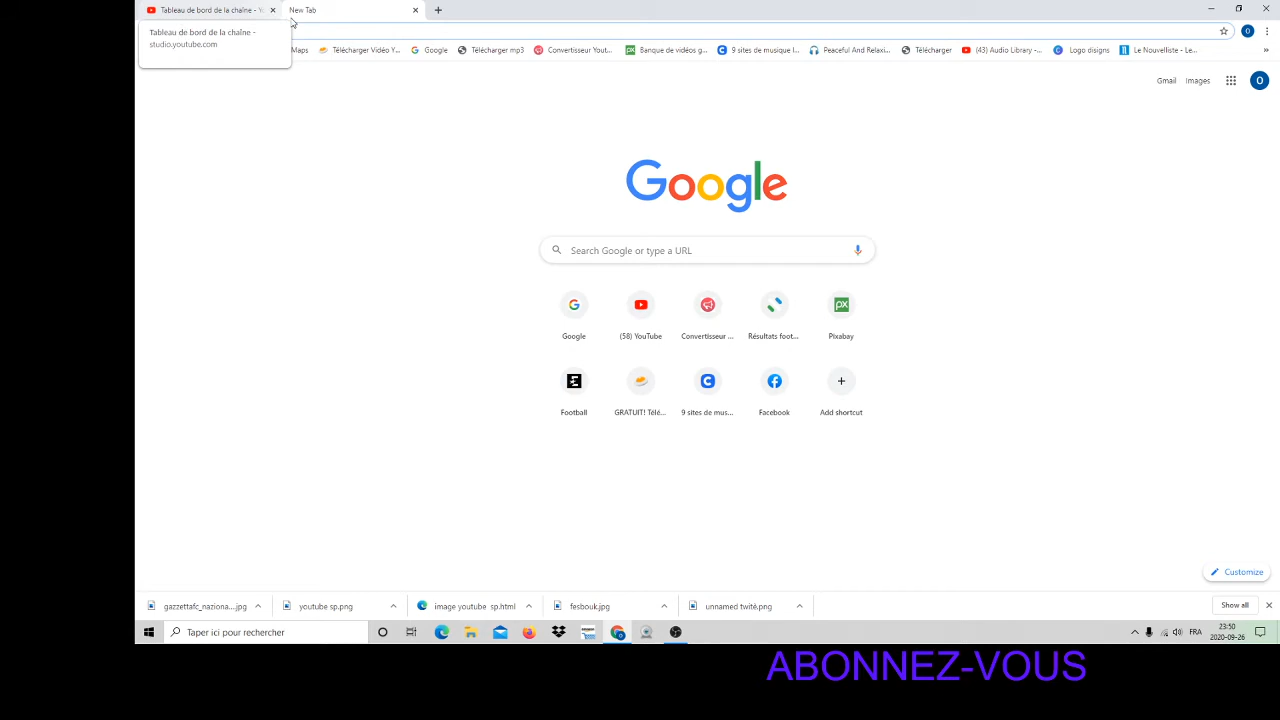 Tableau de bord de la chaîne - Y
New Tab
Tableau de bord de la chaîne -
studio.youtube.com
Maps
Télécharger Vidéo Y...
Google
Télécharger mp3
Convertisseur Yout...
Banque de vidéos g...
9 sites de musique l...
Peaceful And Relaxi...
Télécharger
(43) Audio Library -...
Logo disigns
Le Nouvelliste - Le...
»
O
Gmail
Images
O
Google
Search Google or type a URL
Google
(58) YouTube
Convertisseur ...
Résultats foot...
Pixabay
Football
GRATUIT! Télé...
9 sites de mus...
Facebook
Add shortcut
Customize
gazzettafc_naziona....jpg
youtube sp.png
image youtube sp.html
fesbouk.jpg
unnamed twité.png
Show all
Taper ici pour rechercher
FRA
23:50
2020-09-26
ABONNEZ-VOUS